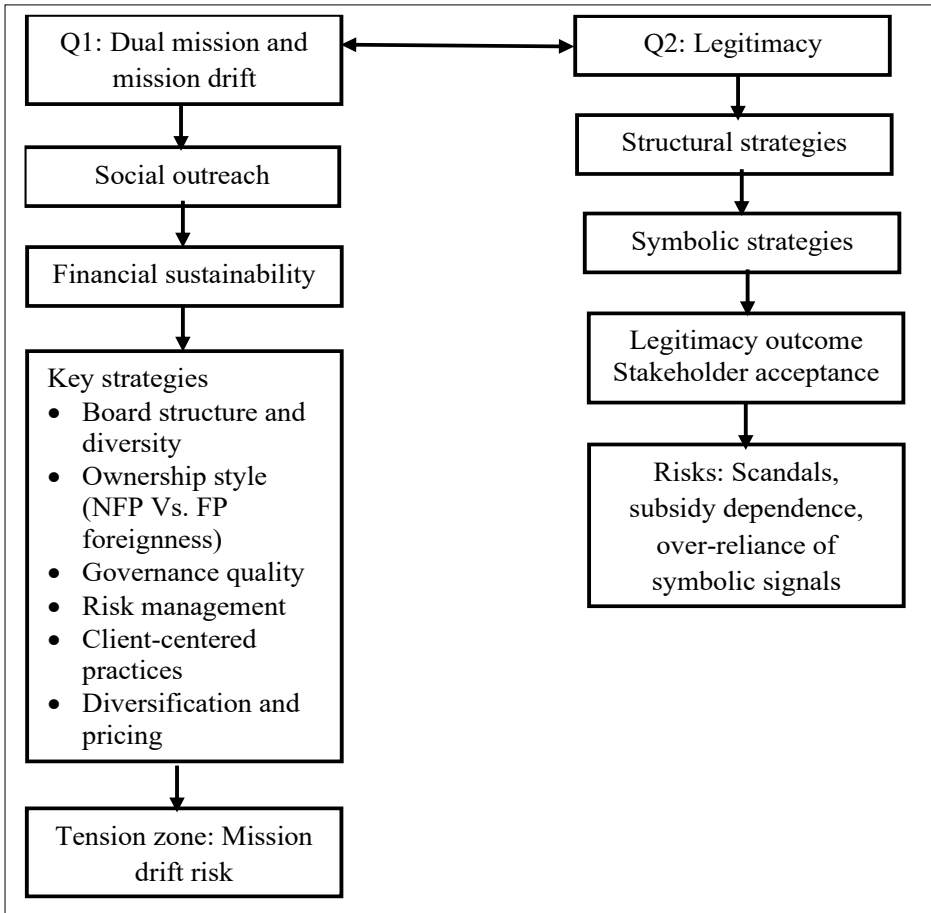 Q1: Dual mission and
mission drift
Social outreach
Financial sustainability
Key strategies
• Board structure and
diversity
• Ownership style
(NFP Vs. FP
foreignness)
• Governance quality
• Risk management
• Client-centered
practices
• Diversification and
pricing
Tension zone: Mission
drift risk
Q2: Legitimacy
Structural strategies
Symbolic strategies
Legitimacy outcome
Stakeholder acceptance
Risks: Scandals,
subsidy dependence,
over-reliance of
symbolic signals